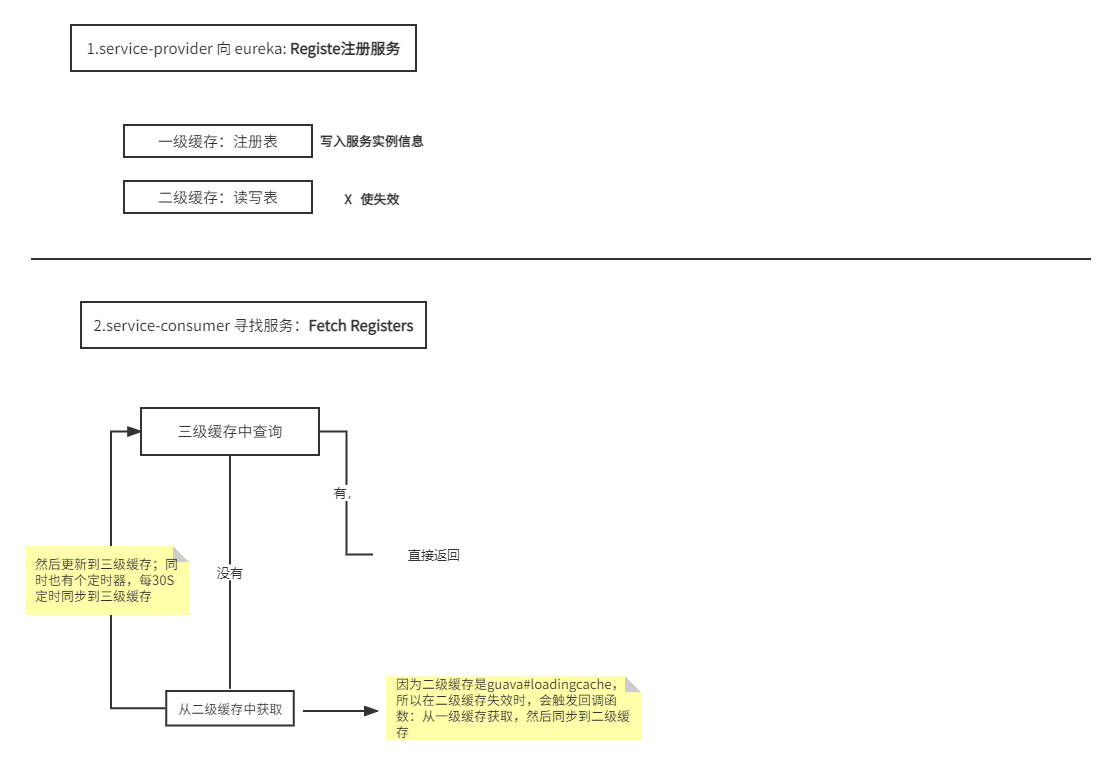 1.service-provider 向 eureka: Registe注册服务
一级缓存：注册表
写入服务实例信息
二级缓存：读写表
X 使失效
2.service-consumer 寻找服务：Fetch Registers
三级缓存中查询
有，
直接返回
然后更新到三级缓存；同
时也有个定时器，每30S
定时同步到三级缓存
没有
从二级缓存中获取
因为二级缓存是guava#loadingcache，
所以在二级缓存失效时，会触发回调函
数：从一级缓存获取，然后同步到二级缓
存